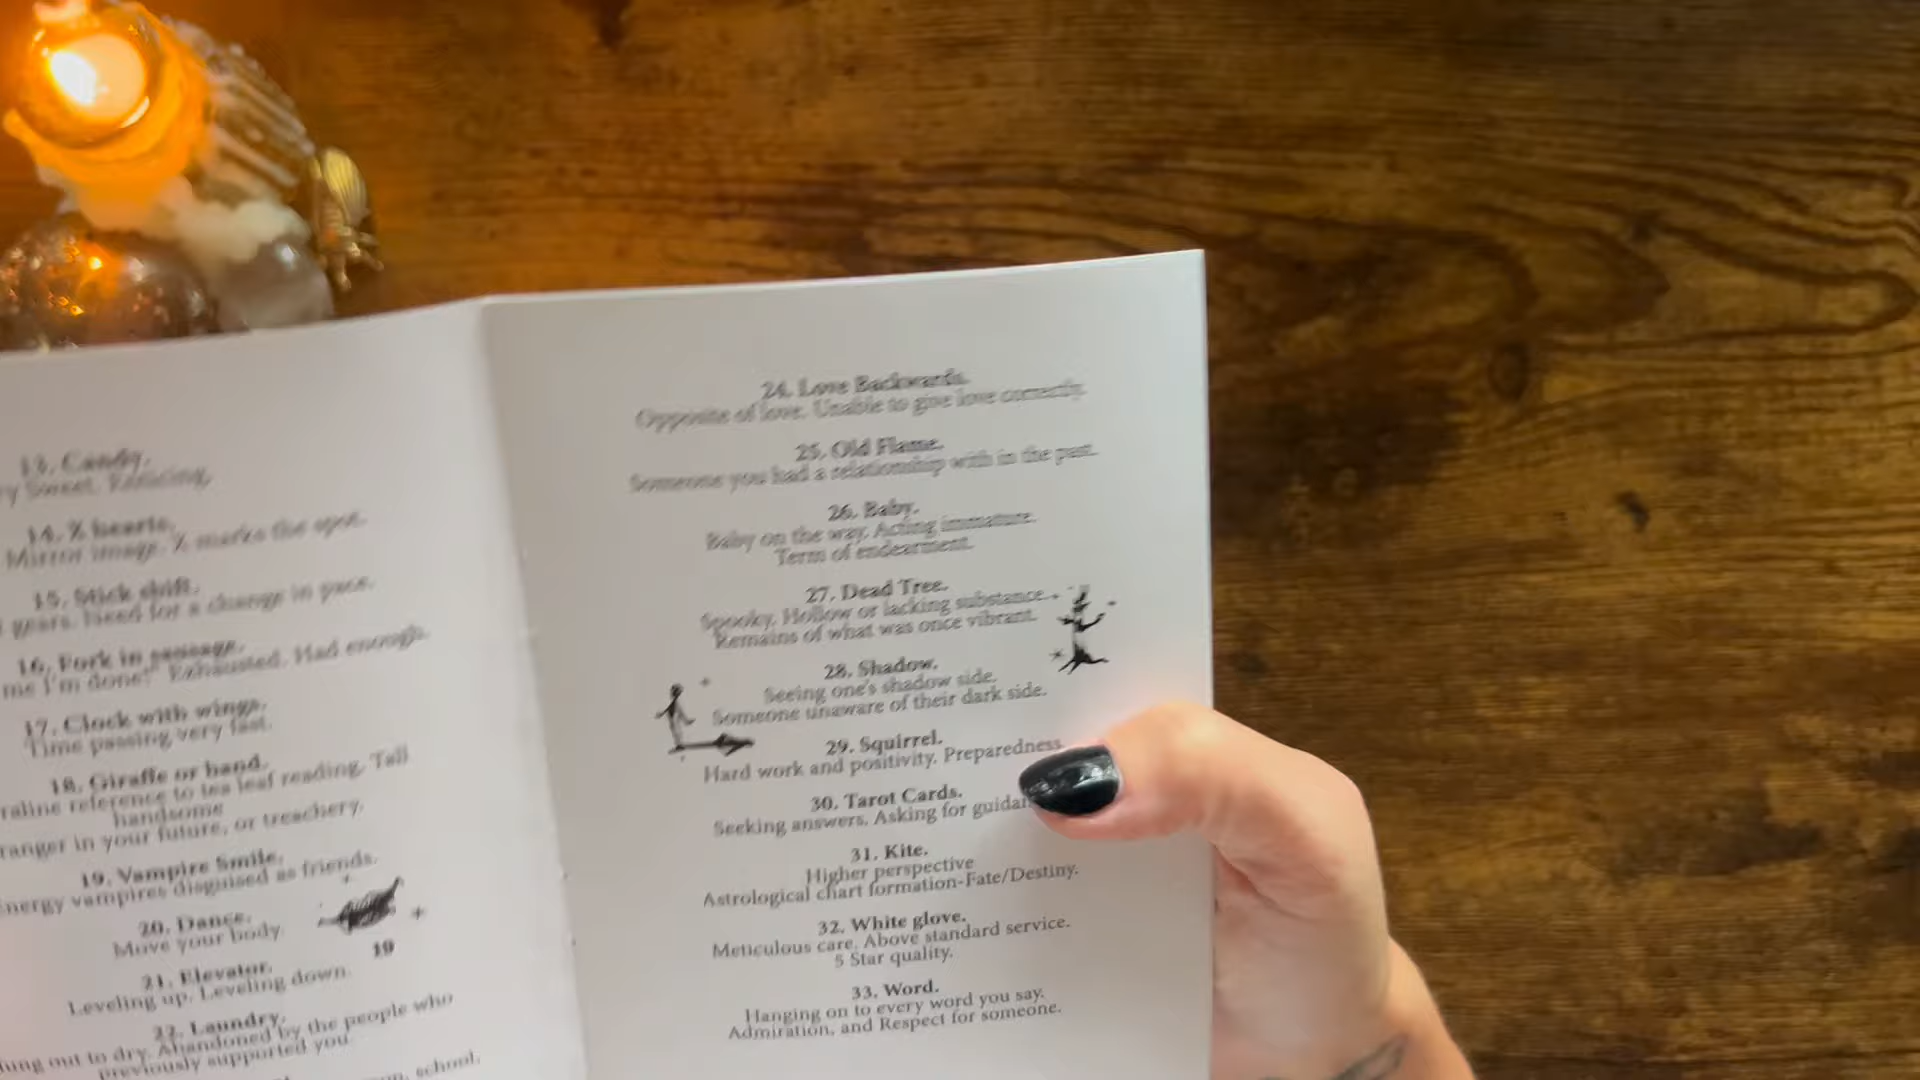 13. Candy.
Sweet. Enticing.
14. X hearts.
Mirror image. X marks the spot.
15. Stick shift.
gears. Need for a change in pace.
16. Fork in sausage.
me I'm done!" Exhausted. Had enough.
17. Clock with wings.
Time passing very fast.
18. Giraffe or hand.
reference to tea leaf reading. Tall
handsome
in your future, or treachery.
19. Vampire Smile.
Energy vampires disguised as friends.
20. Dance.
Move your body.
19
21. Elevator.
Leveling up. Leveling down.
22. Laundry.
out to dry. Abandoned by the people who
previously supported you
school.
24. Love Backwards.
Opposite of love. Unable to give love correctly.
25. Old Flame.
Someone you had a relationship with in the past.
26. Baby.
Baby on the way. Acting immature.
Term of endearment.
27. Dead Tree.
Spooky. Hollow or lacking substance.
Remains of what was once vibrant.
28. Shadow.
Seeing one's shadow side.
Someone unaware of their dark side.
29. Squirrel.
Hard work and positivity. Preparedness.
30. Tarot Cards.
Seeking answers. Asking for
31. Kite.
Higher perspective
Astrological chart formation-Fate/Destiny.
32. White glove.
Meticulous care. Above standard service.
5 Star quality.
33. Word.
Hanging on to every word you say.
Admiration, and Respect for someone.